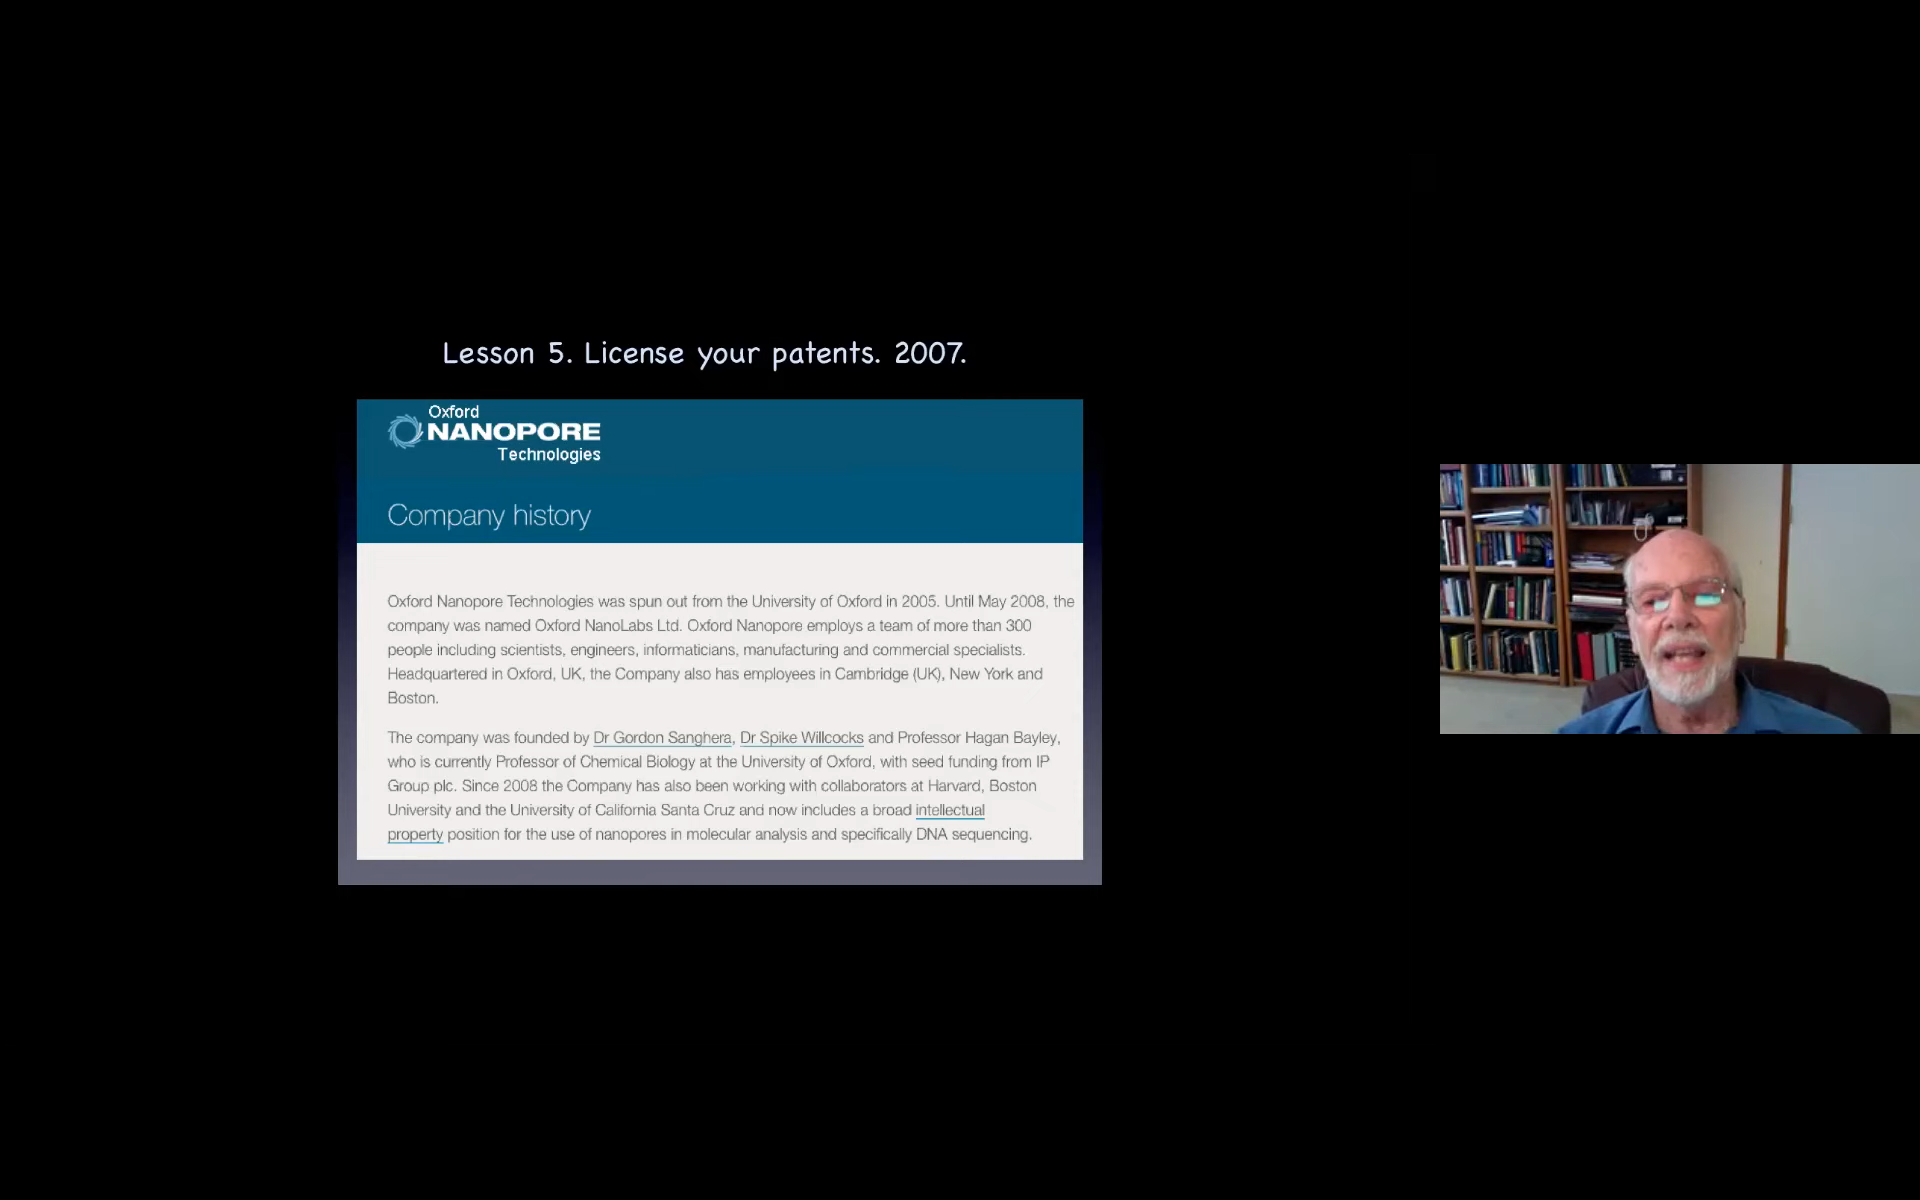 Lesson 5. License your patents. 2007.
Oxford
NANOPORE
Technologies
Company history
Oxford Nanopore Technologies was spun out from the University of Oxford in 2005. Until May 2008, the
company was named Oxford NanoLabs Ltd. Oxford Nanopore employs a team of more than 300
people including scientists, engineers, informaticians, manufacturing and commercial specialists.
Headquartered in Oxford, UK, the Company also has employees in Cambridge (UK), New York and
Boston.
The company was founded by Dr Gordon Sanghera, Dr Spike Willcocks and Professor Hagan Bayley,
who is currently Professor of Chemical Biology at the University of Oxford, with seed funding from IP
Group plc. Since 2008 the Company has also been working with collaborators at Harvard, Boston
University and the University of California Santa Cruz and now includes a broad intellectual
property position for the use of nanopores in molecular analysis and specifically DNA sequencing.